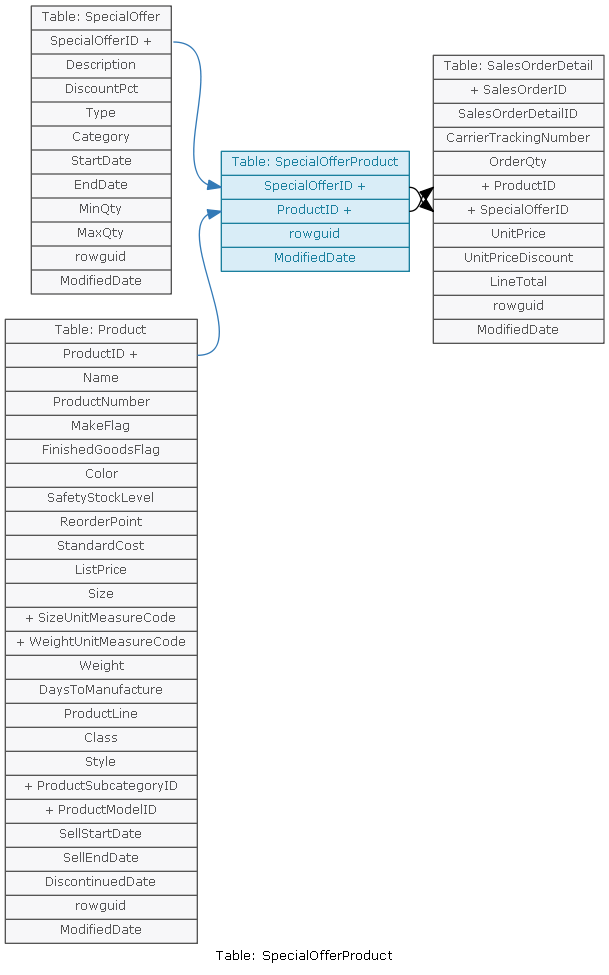 Table: SpecialOffer
SpecialOfferID +
Description
DiscountPct
Type
Category
StartDate
EndDate
MinQty
MaxQty
rowguid
ModifiedDate
Table: Product
ProductID +
Name
ProductNumber
MakeFlag
FinishedGoodsFlag
Color
SafetyStockLevel
ReorderPoint
StandardCost
ListPrice
Size
+ SizeUnitMeasureCode
+ WeightUnitMeasureCode
Weight
DaysToManufacture
ProductLine
Class
Style
+ ProductSubcategoryID
+ ProductModelID
SellStartDate
SellEndDate
DiscontinuedDate
rowguid
ModifiedDate
Table: SpecialOfferProduct
SpecialOfferID +
ProductID +
rowguid
ModifiedDate
Table: SalesOrderDetail
+ SalesOrderID
SalesOrderDetailID
CarrierTrackingNumber
OrderQty
+ ProductID
+ SpecialOfferID
UnitPrice
UnitPriceDiscount
LineTotal
rowguid
ModifiedDate
Table: SpecialOfferProduct